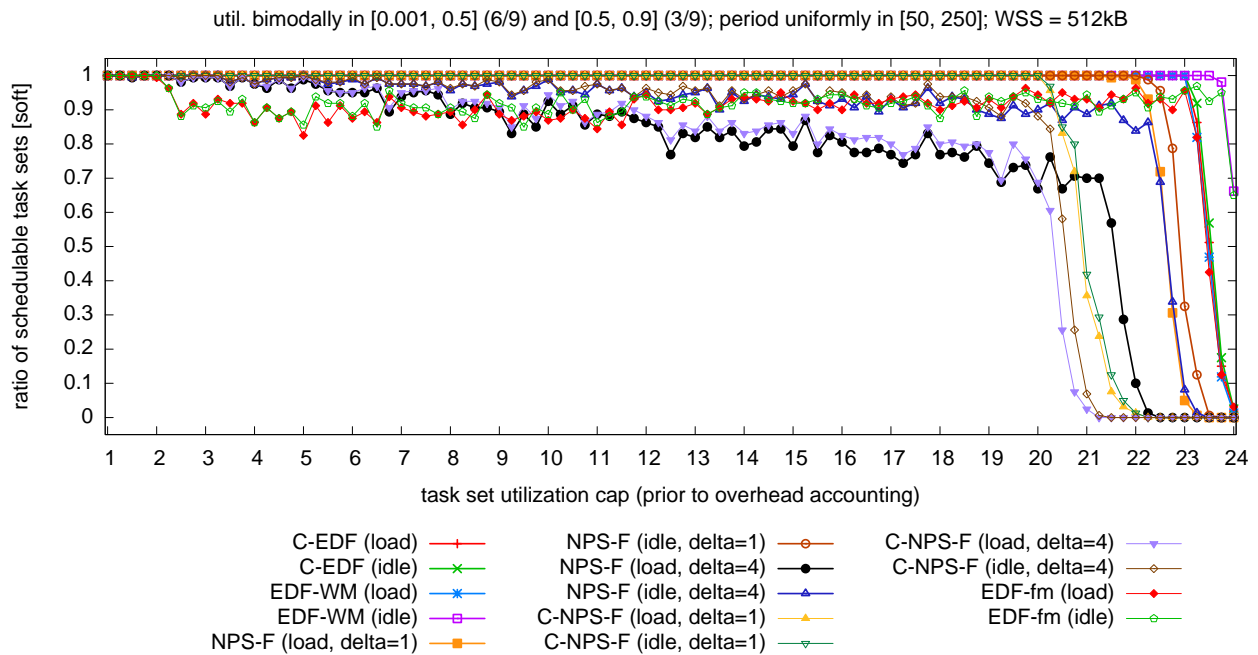 util. bimodally in [0.001, 0.5] (6/9) and [0.5, 0.9] (3/9); period uniformly in [50, 250]; WSS = 512kB
ratio of schedulable task sets [soft]
1
0.9
0.8
0.7
0.6
0.5
0.4
0.3
0.2
0.1
0
1 2 3 4 5 6 7 8 9 10 11 12 13 14 15 16 17 18 19 20 21 22 23 24
task set utilization cap (prior to overhead accounting)
C-EDF (load)
C-EDF (idle)
EDF-WM (load)
EDF-WM (idle)
NPS-F (load, delta=1)
NPS-F (idle, delta=1)
NPS-F (load, delta=4)
NPS-F (idle, delta=4)
C-NPS-F (load, delta=1)
C-NPS-F (idle, delta=1)
C-NPS-F (load, delta=4)
C-NPS-F (idle, delta=4)
EDF-fm (load)
EDF-fm (idle)